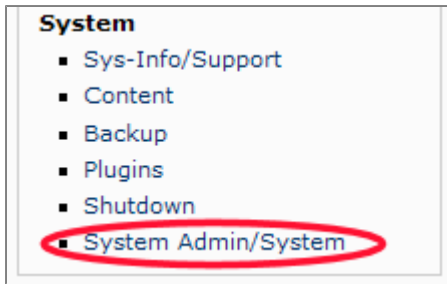 System
Sys-Info/Support
Content
Backup
Plugins
Shutdown
System Admin/System